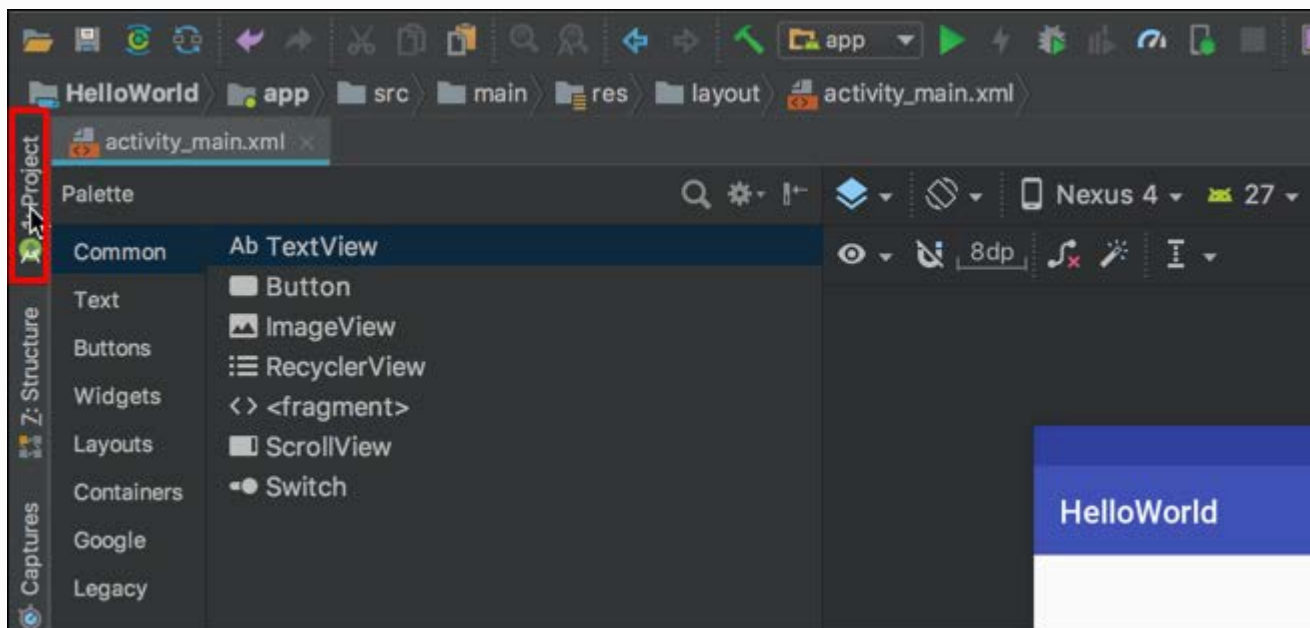 app
HelloWorld app src main res layout activity_main.xml
activity_main.xml
1: Project
Palette
Nexus 4 27
Common
Ab TextView
8dp
Text
Button
Buttons
ImageView
RecyclerView
Widgets
<fragment>
Layouts
ScrollView
Containers
Switch
Google
Legacy
Z: Structure
Captures
HelloWorld